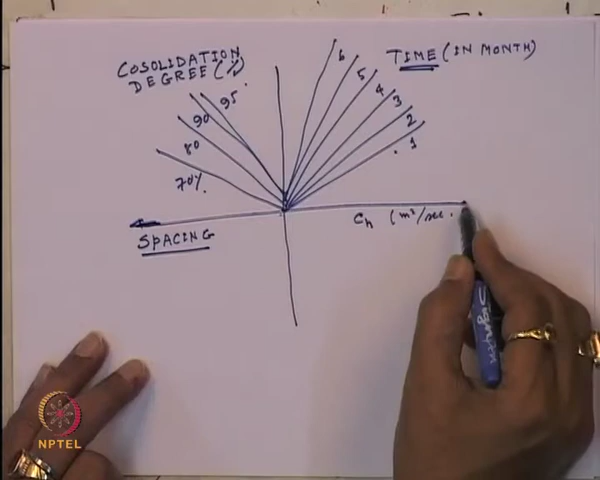 COSOLIDATION
DEGREE (%)
TIME (IN MONTH)
95
90
80
70%
6
5
4
3
2
1
Ch (m²/sec.
SPACING
NPTEL